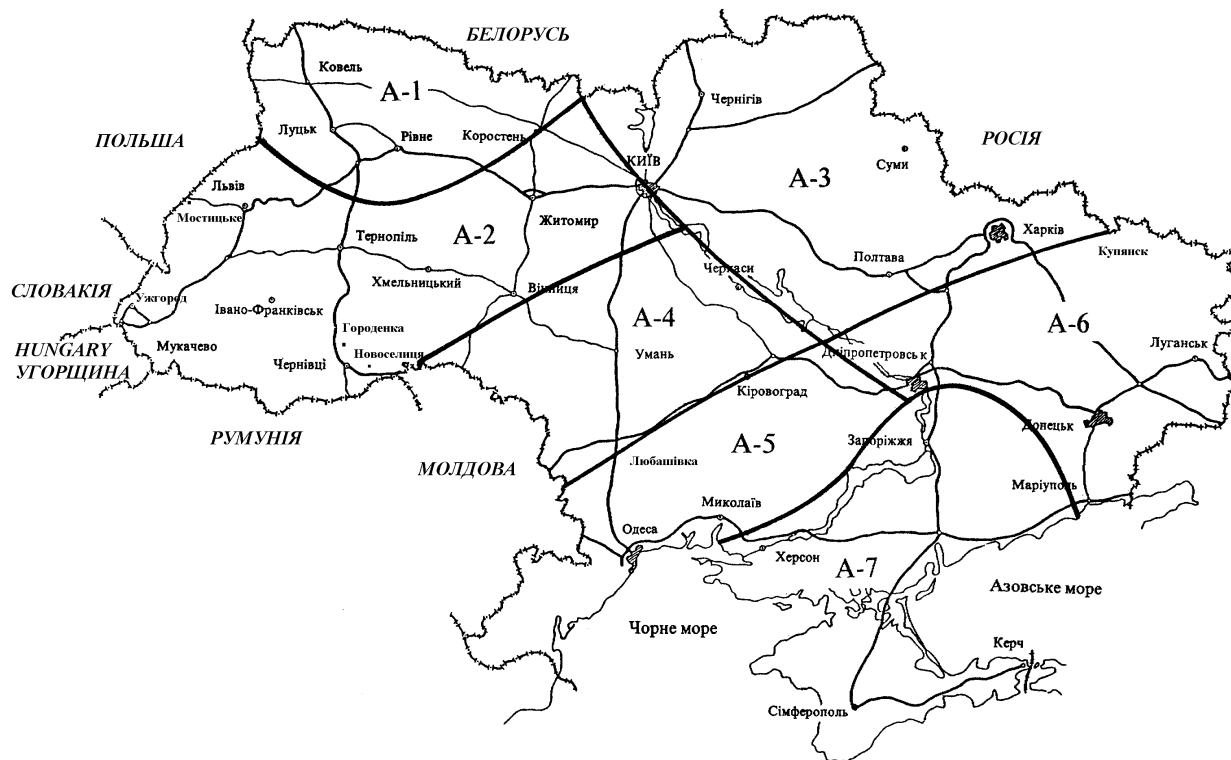 БЕЛОРУСЬ
Ковель
А-1
Чернігів
ПОЛЬША
Луцьк
Рівне
Коростень
РОСІЯ
КИЇВ
Суми
А-3
Львів
Мостицьке
Житомир
Харків
Тернопіль
А-2
Полтава
Купянск
Черкаси
Хмельницький
Вінниця
СЛОВАКІЯ
Ужгород
Івано-Франківськ
А-4
А-6
Городенка
HUNGARY
УГОРЩИНА
Мукачево
Чернівці
Новоселиця
Умань
Дніпропетровськ
Луганськ
Кіровоград
РУМУНІЯ
Донецьк
МОЛДОВА
Любашівка
А-5
Запоріжжя
Маріуполь
Миколаїв
Одеса
Херсон
А-7
Азовське море
Чорне море
Керч
Сімферополь